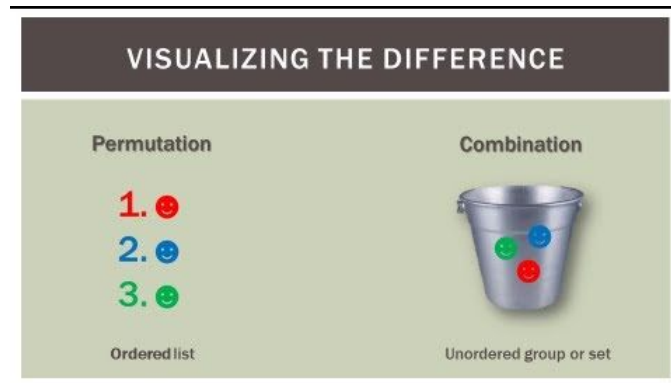 VISUALIZING THE DIFFERENCE
Permutation
1.
2.
3.
Ordered list
Combination
Unordered group or set